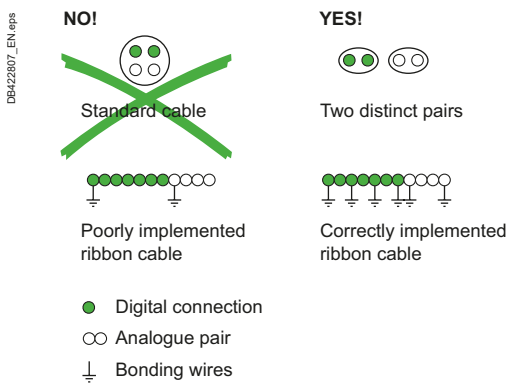 DB422807_EN.eps
NO!
YES!
Standard cable
Two distinct pairs
Poorly implemented
ribbon cable
Correctly implemented
ribbon cable
Digital connection
Analogue pair
Bonding wires